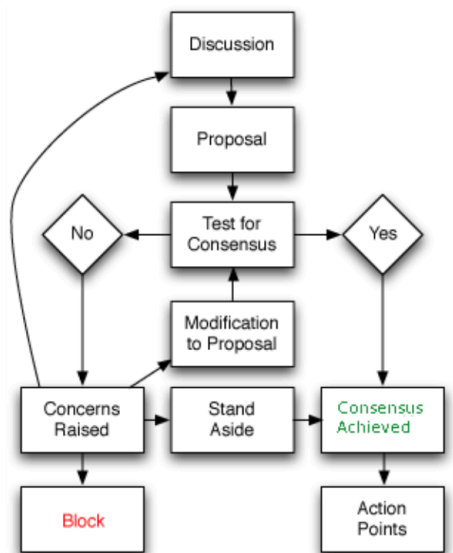 Discussion
Proposal
Test for
Consensus
No
Yes
Modification
to Proposal
Concerns
Raised
Stand
Aside
Consensus
Achieved
Block
Action
Points